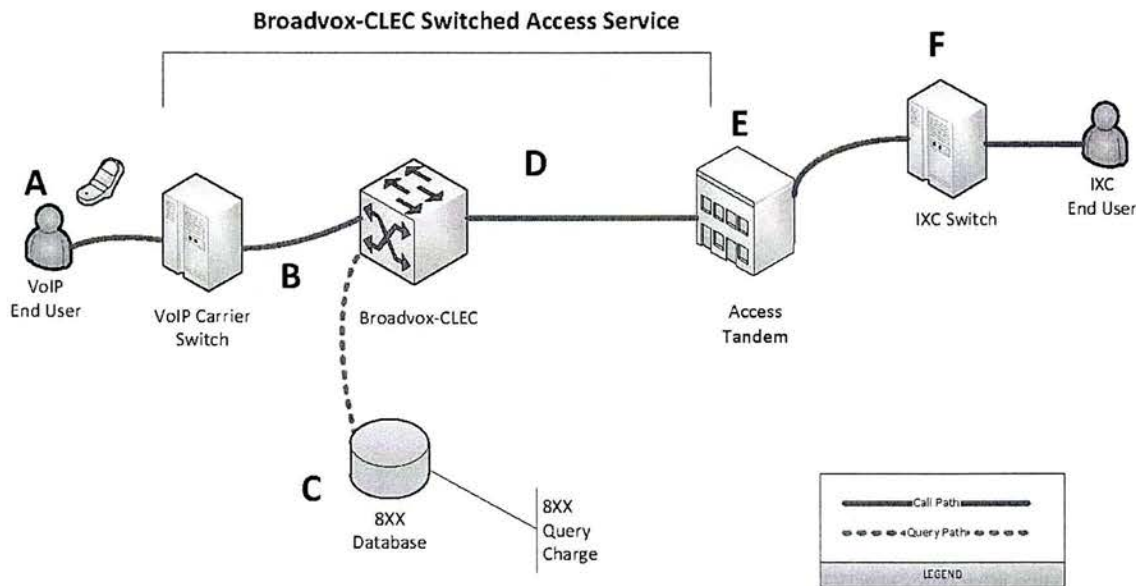 Broadvox-CLEC Switched Access Service
F
E
D
A
B
IXC
End User
IXC Switch
VoIP
End User
VoIP Carrier
Switch
Broadvox-CLEC
Access
Tandem
C
8XX
Database
8XX
Query
Charge
Call Path
Query Path
LEGEND